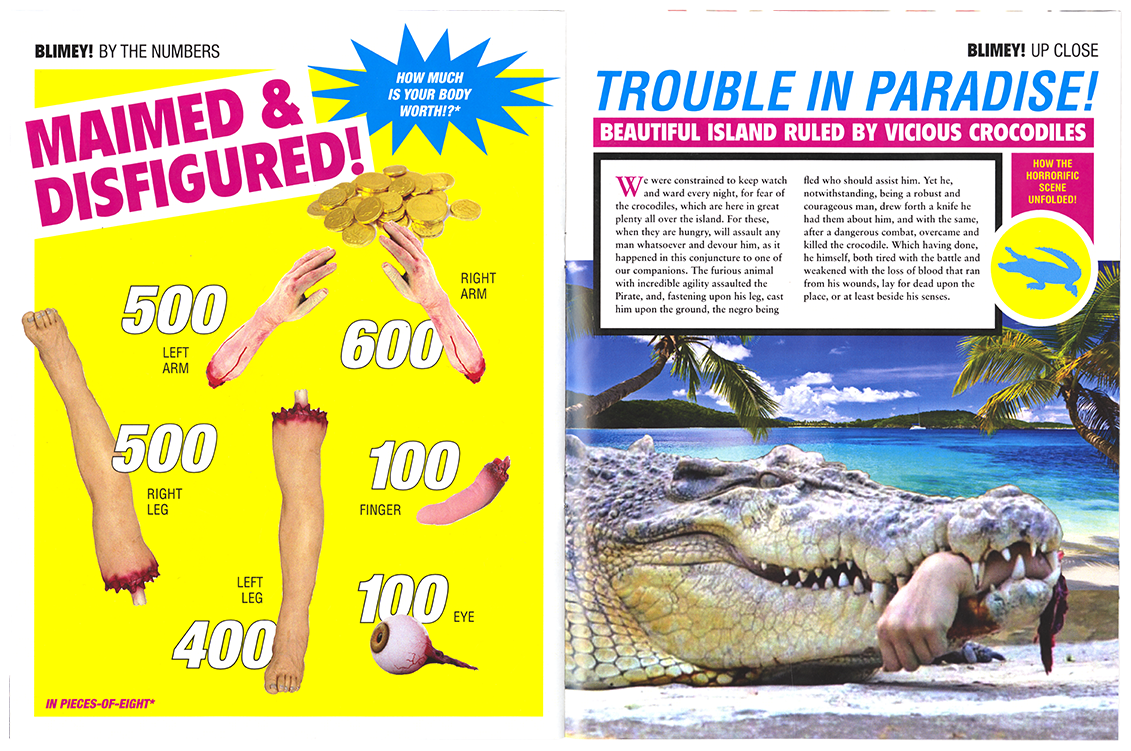 BLIMEY! BY THE NUMBERS
MAIMED &
DISFIGURED!
HOW MUCH
IS YOUR BODY
WORTH!?*
500
LEFT
ARM
RIGHT
ARM
600
500
RIGHT
LEG
100
FINGER
LEFT
LEG
400
100
EYE
IN PIECES-OF-EIGHT*
BLIMEY! UP CLOSE
TROUBLE IN PARADISE!
BEAUTIFUL ISLAND RULED BY VICIOUS CROCODILES
We were constrained to keep watch
and ward every night, for fear of
the crocodiles, which are here in great
plenty all over the island. For these,
when they are hungry, will assault any
man whatsoever and devour him, as it
happened in this conjuncture to one of
our companions. The furious animal
with incredible agility assaulted the
Pirate, and, fastening upon his leg, cast
him upon the ground, the negro being
fled who should assist him. Yet he,
notwithstanding, being a robust and
courageous man, drew forth a knife he
had them about him, and with the same,
after a dangerous combat, overcame and
killed the crocodile. Which having done,
he himself, both tired with the battle and
weakened with the loss of blood that ran
from his wounds, lay for dead upon the
place, or at least beside his senses.
HOW THE
HORRORIFIC
SCENE
UNFOLDED!